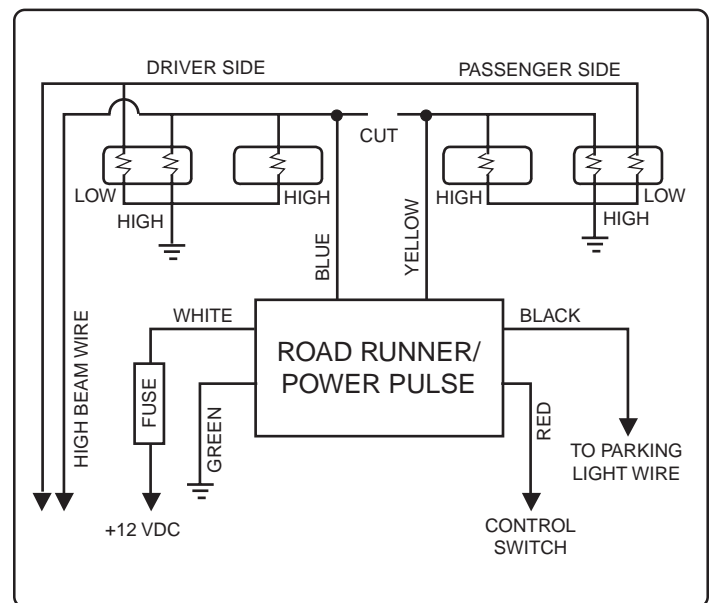 DRIVER SIDE
PASSENGER SIDE
CUT
LOW
HIGH
HIGH
HIGH
HIGH
LOW
BLUE
YELLOW
WHITE
BLACK
ROAD RUNNER/
POWER PULSE
HIGH BEAM WIRE
FUSE
GREEN
RED
TO PARKING
LIGHT WIRE
+12 VDC
CONTROL
SWITCH